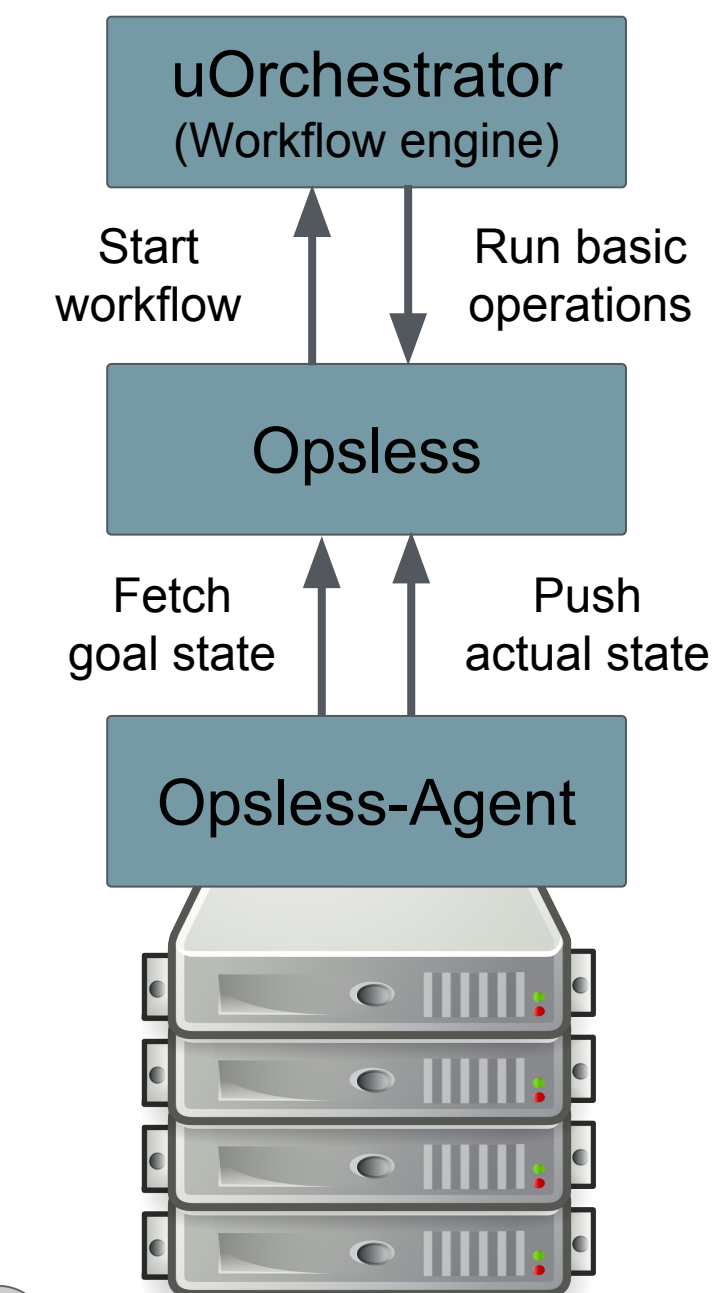 uOrchestrator
(Workflow engine)
Start
workflow
Run basic
operations
Opsless
Fetch
goal state
Push
actual state
Opsless-Agent